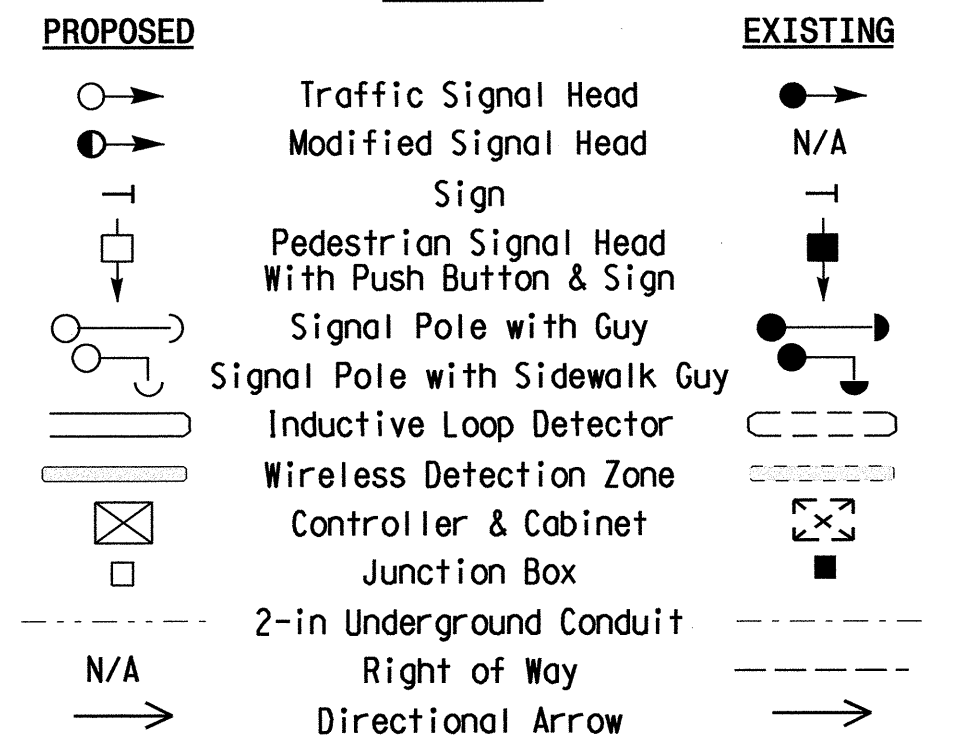 PROPOSED EXISTING
Traffic Signal Head
Modified Signal Head N/A
Sign
Pedestrian Signal Head
With Push Button & Sign
Signal Pole with Guy
Signal Pole with Sidewalk Guy
Inductive Loop Detector
Wireless Detection Zone
Controller & Cabinet
Junction Box
2-in Underground Conduit
N/A Right of Way
Directional Arrow